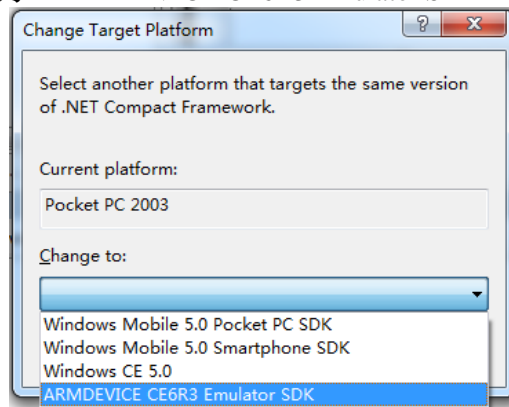 Change Target Platform
Select another platform that targets the same version
of .NET Compact Framework.
Current platform:
Pocket PC 2003
Change to:
Windows Mobile 5.0 Pocket PC SDK
Windows Mobile 5.0 Smartphone SDK
Windows CE 5.0
ARMDEVICE CE6R3 Emulator SDK